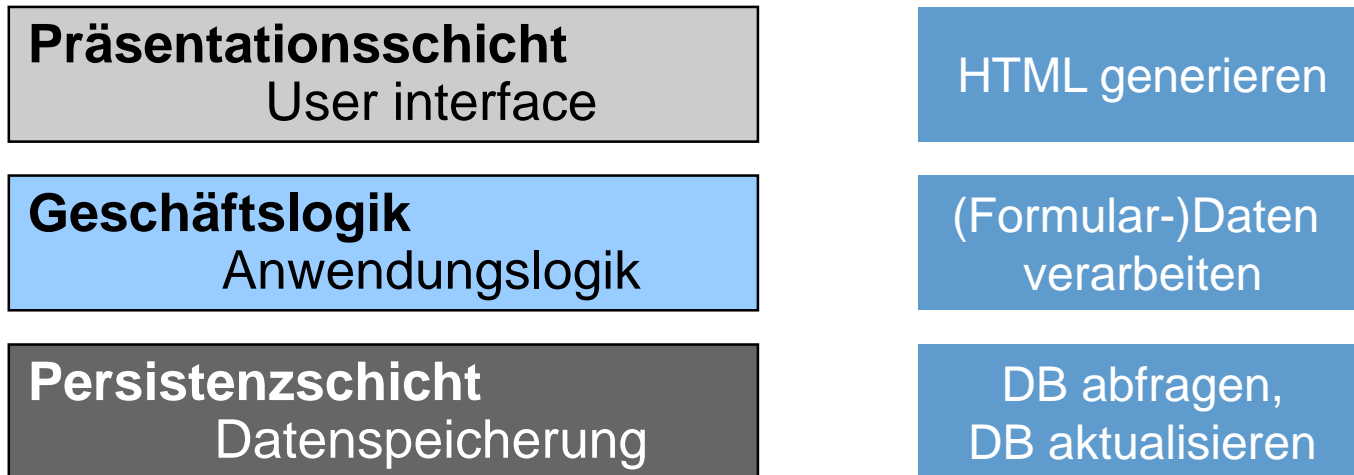 Präsentationsschicht
User interface
HTML generieren
Geschäftslogik
Anwendungslogik
(Formular-)Daten
verarbeiten
Persistenzschicht
Datenspeicherung
DB abfragen,
DB aktualisieren